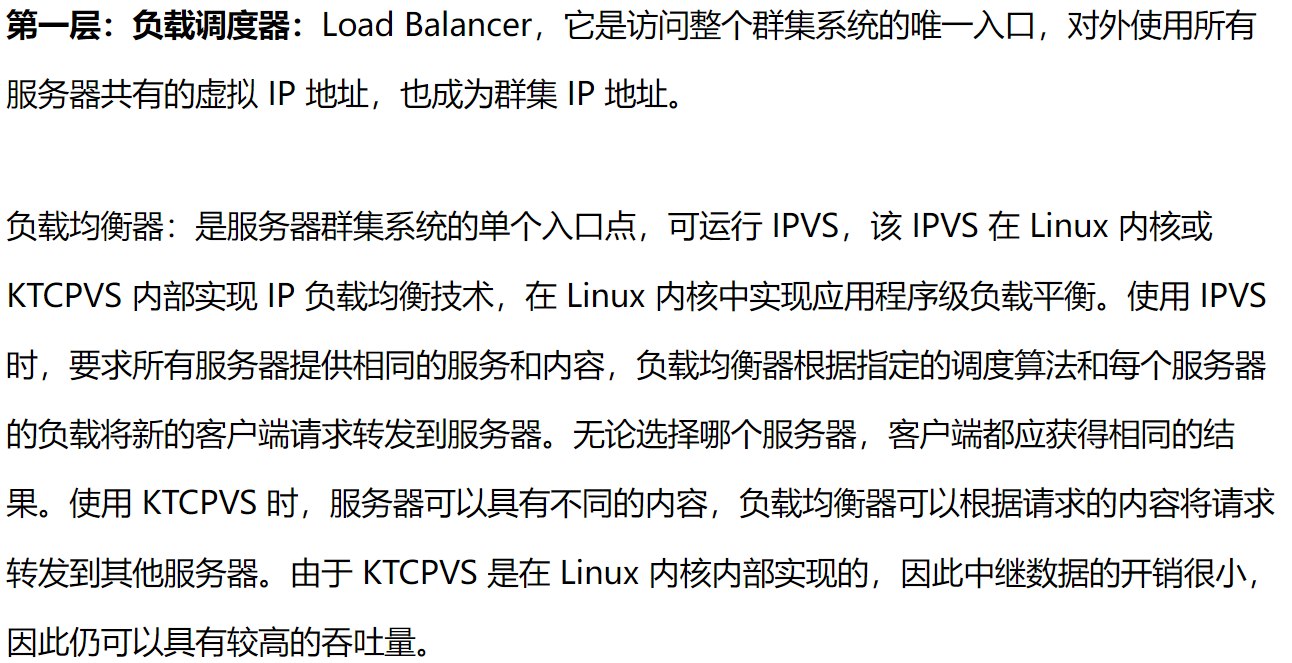 第一层：负载调度器：Load Balancer，它是访问整个群集系统的唯一入口，对外使用所有
服务器共有的虚拟 IP 地址，也成为群集 IP 地址。
负载均衡器：是服务器群集系统的单个入口点，可运行 IPVS，该 IPVS 在 Linux 内核或
KTCPVS 内部实现 IP 负载均衡技术，在 Linux 内核中实现应用程序级负载平衡。使用 IPVS
时，要求所有服务器提供相同的服务和内容，负载均衡器根据指定的调度算法和每个服务器
的负载将新的客户端请求转发到服务器。无论选择哪个服务器，客户端都应获得相同的结
果。使用 KTCPVS 时，服务器可以具有不同的内容，负载均衡器可以根据请求的内容将请求
转发到其他服务器。由于 KTCPVS 是在 Linux 内核内部实现的，因此中继数据的开销很小，
因此仍可以具有较高的吞吐量。